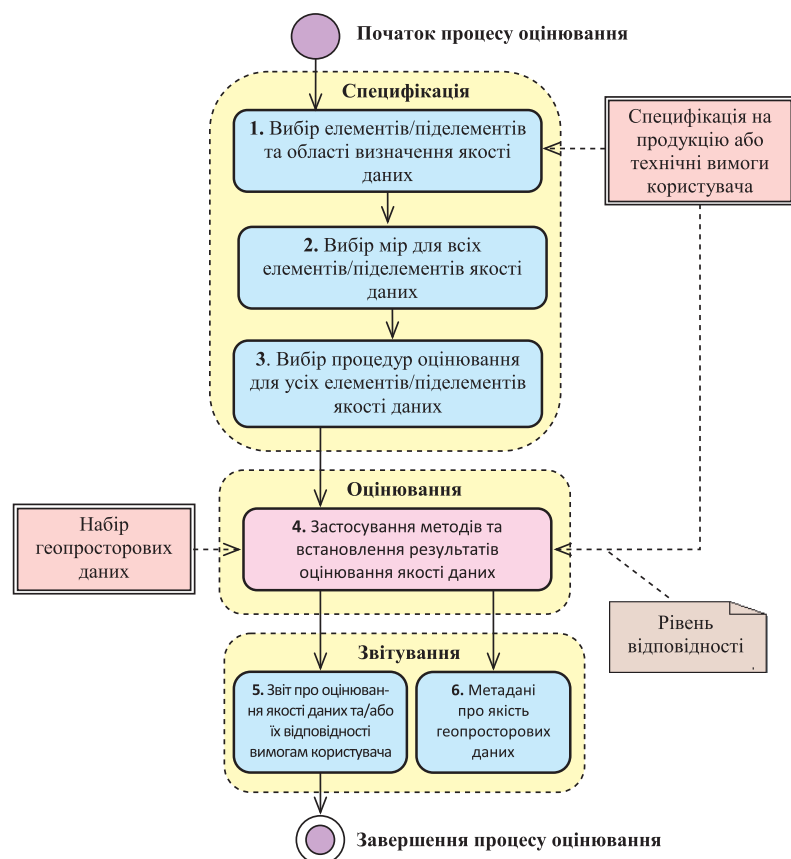 Початок процесу оцінювання
Специфікація
1. Вибір елементів/піделементів
та області визначення якості
даних
Специфікація на
продукцію або
технічні вимоги
користувача
2. Вибір мір для всіх
елементів/піделементів якості
даних
3. Вибір процедур оцінювання
для усіх елементів/піделементів
якості даних
Оцінювання
Набір
геопросторових
даних
4. Застосування методів та
встановлення результатів
оцінювання якості даних
Рівень
відповідності
Звітування
5. Звіт про оцінюван-
ня якості даних та/або
їх відповідності
вимогам користувача
6. Метадані
про якість
геопросторових
даних
Завершення процесу оцінювання